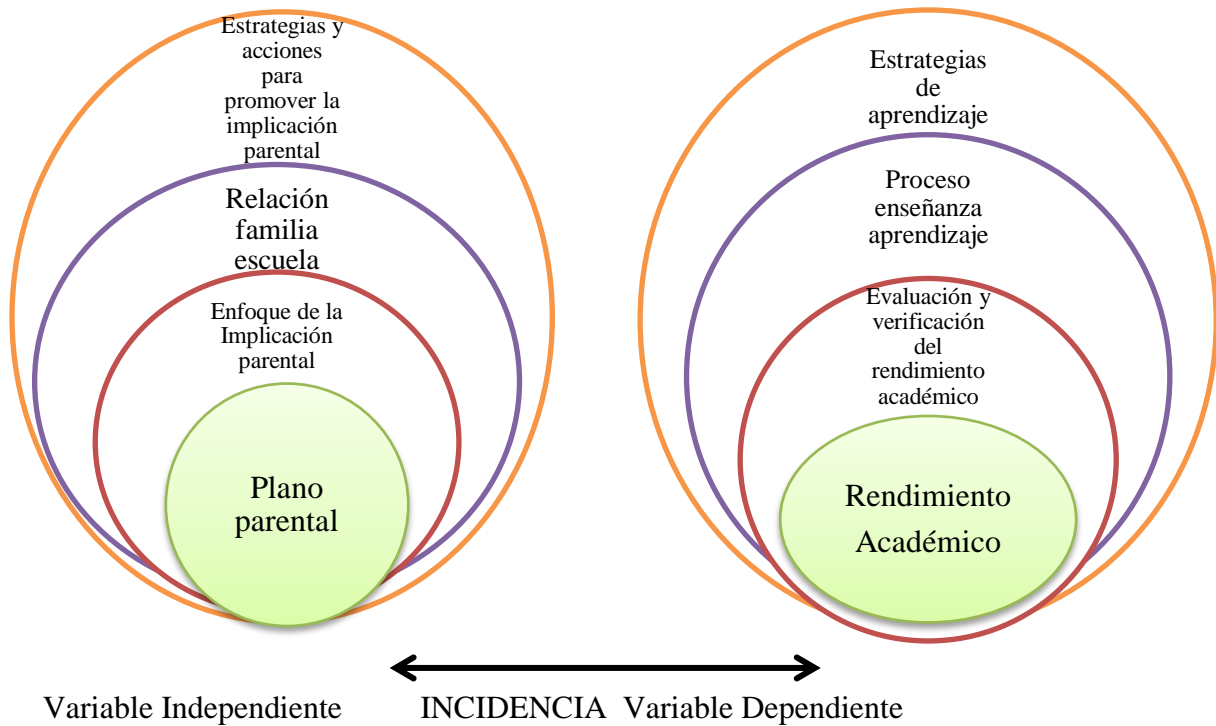 Estrategias y
acciones
para
promover la
implicación
parental
Relación
familia
escuela
Enfoque de la
Implicación
parental
Plano
parental
Estrategias
de
aprendizaje
Proceso
enseñanza
aprendizaje
Evaluación y
verificación
del
rendimiento
académico
Rendimiento
Académico
Variable Independiente INCIDENCIA Variable Dependiente